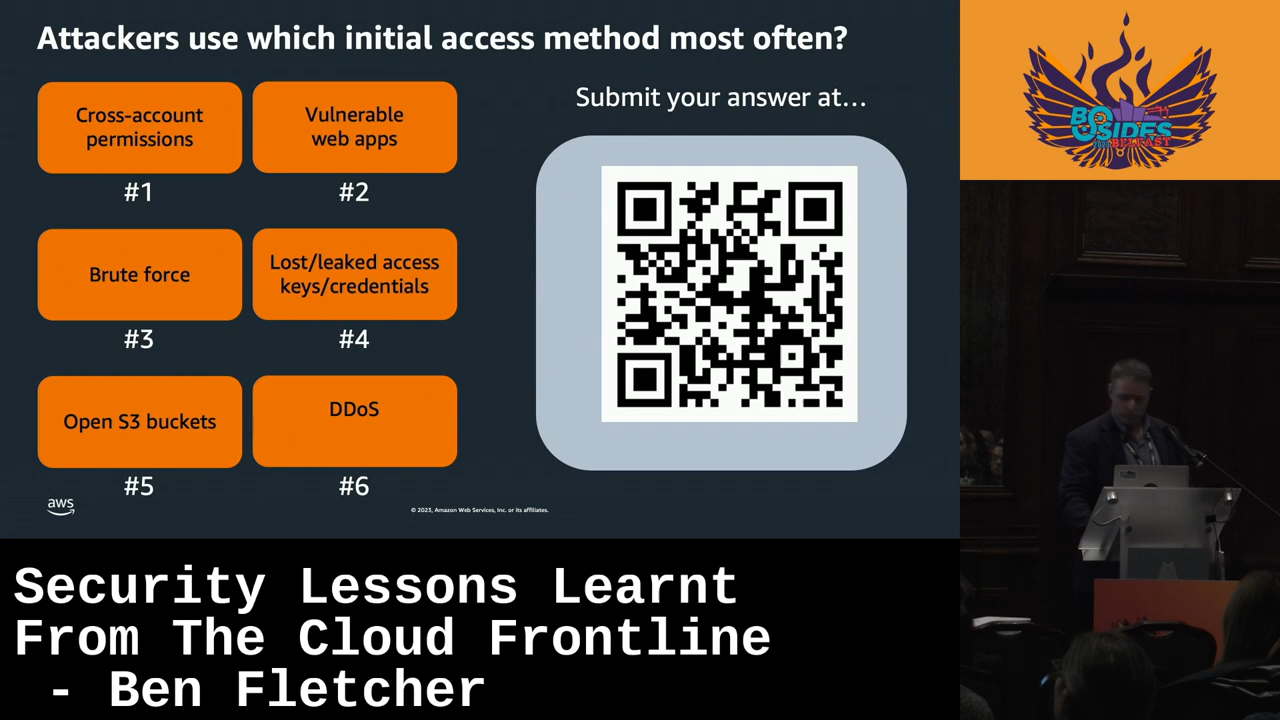 Attackers use which initial access method most often?
Cross-account
permissions
#1
Vulnerable
web apps
#2
Brute force
#3
Lost/leaked access
keys/credentials
#4
Open S3 buckets
#5
DDoS
#6
Submit your answer at...
aws
© 2023, Amazon Web Services, Inc. or its affiliates.
BSIDES
2023 BELFAST
Security Lessons Learnt
From The Cloud Frontline
- Ben Fletcher